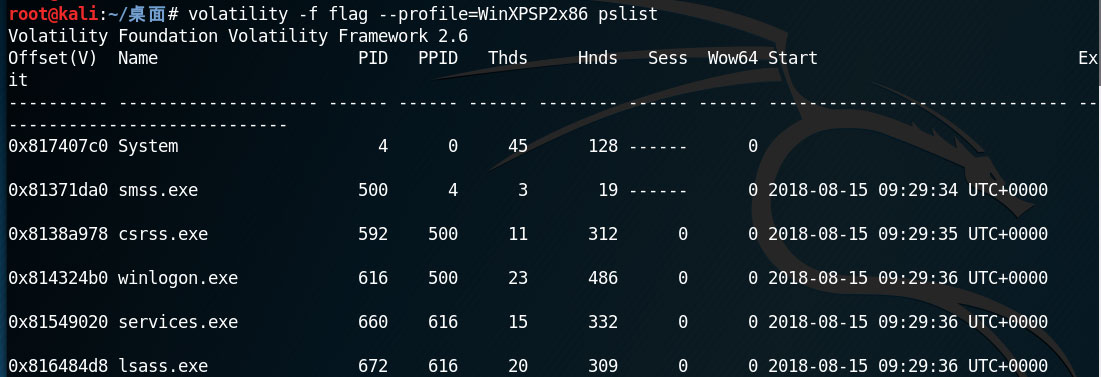 root@kali:~/桌面# volatility -f flag --profile=WinXPSP2x86 pslist
Volatility Foundation Volatility Framework 2.6
Offset(V)  Name                    PID   PPID   Thds     Hnds   Sess  Wow64 Start                          Ex
it
---------- -------------------- ------ ------ ------ -------- ------ ------ ------------------------------ --
----------------------------
0x817407c0 System                    4      0     45      128 ------      0
0x81371da0 smss.exe                500      4      3       19 ------      0 2018-08-15 09:29:34 UTC+0000
0x8138a978 csrss.exe               592    500     11      312      0      0 2018-08-15 09:29:35 UTC+0000
0x814324b0 winlogon.exe            616    500     23      486      0      0 2018-08-15 09:29:36 UTC+0000
0x81549020 services.exe            660    616     15      332      0      0 2018-08-15 09:29:36 UTC+0000
0x816484d8 lsass.exe               672    616     20      309      0      0 2018-08-15 09:29:36 UTC+0000